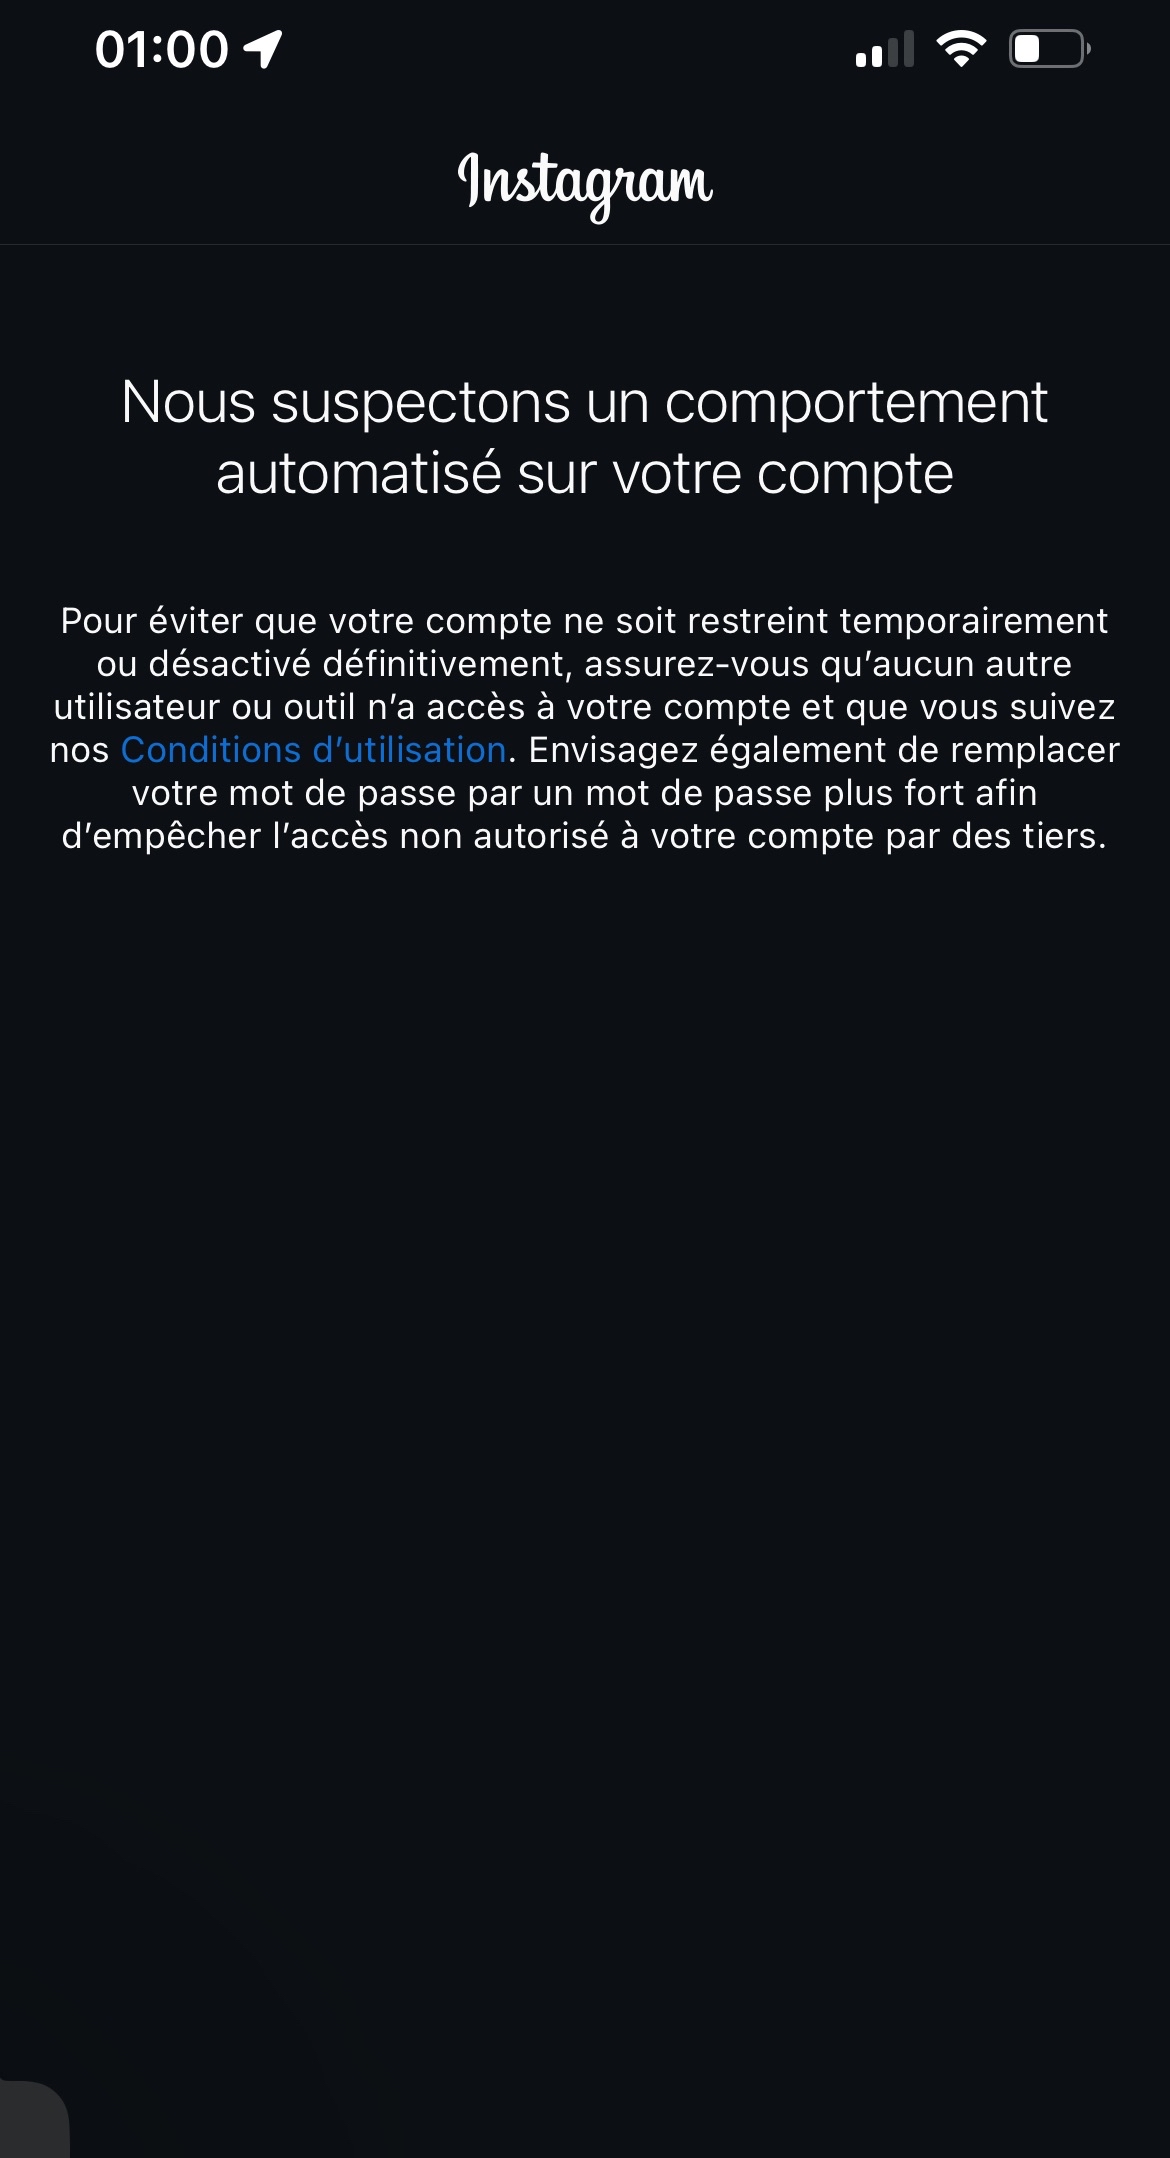 01:00
Instagram
Nous suspectons un comportement
automatisé sur votre compte
Pour éviter que votre compte ne soit restreint temporairement
ou désactivé définitivement, assurez-vous qu’aucun autre
utilisateur ou outil n’a accès à votre compte et que vous suivez
nos Conditions d’utilisation. Envisagez également de remplacer
votre mot de passe par un mot de passe plus fort afin
d’empêcher l’accès non autorisé à votre compte par des tiers.